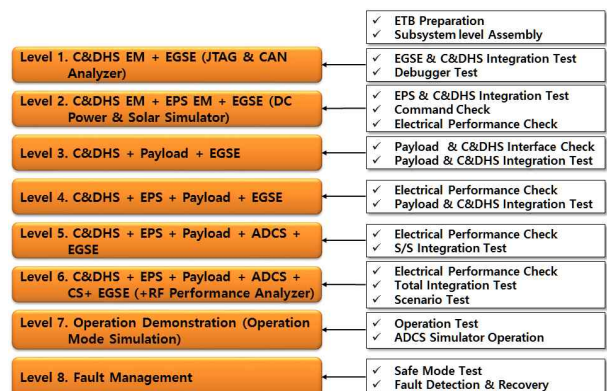 ✓ ETB Preparation
✓ Subsystem level Assembly
Level 1. C&DHS EM + EGSE (JTAG & CAN
Analyzer)
✓ EGSE & C&DHS Integration Test
✓ Debugger Test
Level 2. C&DHS EM + EPS EM + EGSE (DC
Power & Solar Simulator)
✓ EPS & C&DHS Integration Test
✓ Command Check
✓ Electrical Performance Check
Level 3. C&DHS + Payload + EGSE
✓ Payload & C&DHS Interface Check
✓ Payload & C&DHS Integration Test
Level 4. C&DHS + EPS + Payload + EGSE
✓ Electrical Performance Check
✓ Payload & C&DHS Integration Test
Level 5. C&DHS + EPS + Payload + ADCS +
EGSE
✓ Electrical Performance Check
✓ S/S Integration Test
Level 6. C&DHS + EPS + Payload + ADCS +
CS+ EGSE (+RF Performance Analyzer)
✓ Electrical Performance Check
✓ Total Integration Test
✓ Scenario Test
Level 7. Operation Demonstration (Operation
Mode Simulation)
✓ Operation Test
✓ ADCS Simulator Operation
Level 8. Fault Management
✓ Safe Mode Test
✓ Fault Detection & Recovery